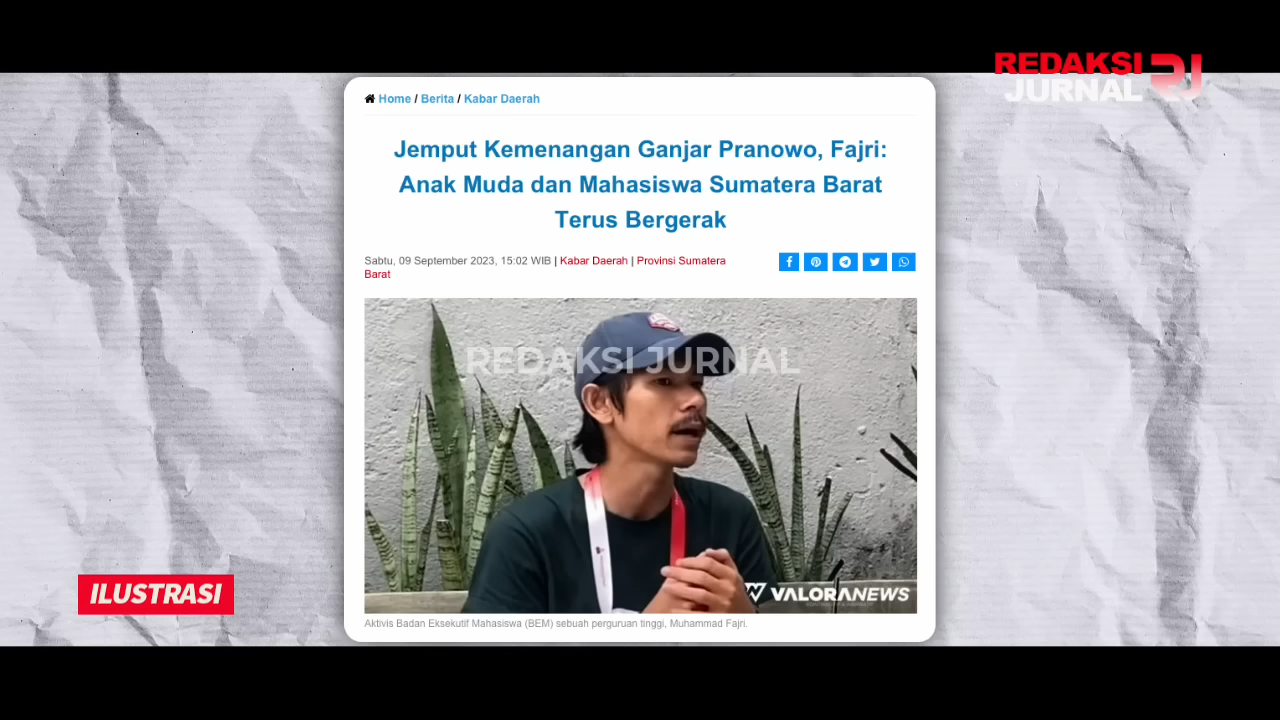 REDAKSI
JURNAL RJ
Home / Berita / Kabar Daerah
Jemput Kemenangan Ganjar Pranowo, Fajri:
Anak Muda dan Mahasiswa Sumatera Barat
Terus Bergerak
Sabtu, 09 September 2023, 15:02 WIB | Kabar Daerah | Provinsi Sumatera
Barat
REDAKSI JURNAL
VALORANEWS
ILUSTRASI
Aktivis Badan Eksekutif Mahasiswa (BEM) sebuah perguruan tinggi, Muhammad Fajri.